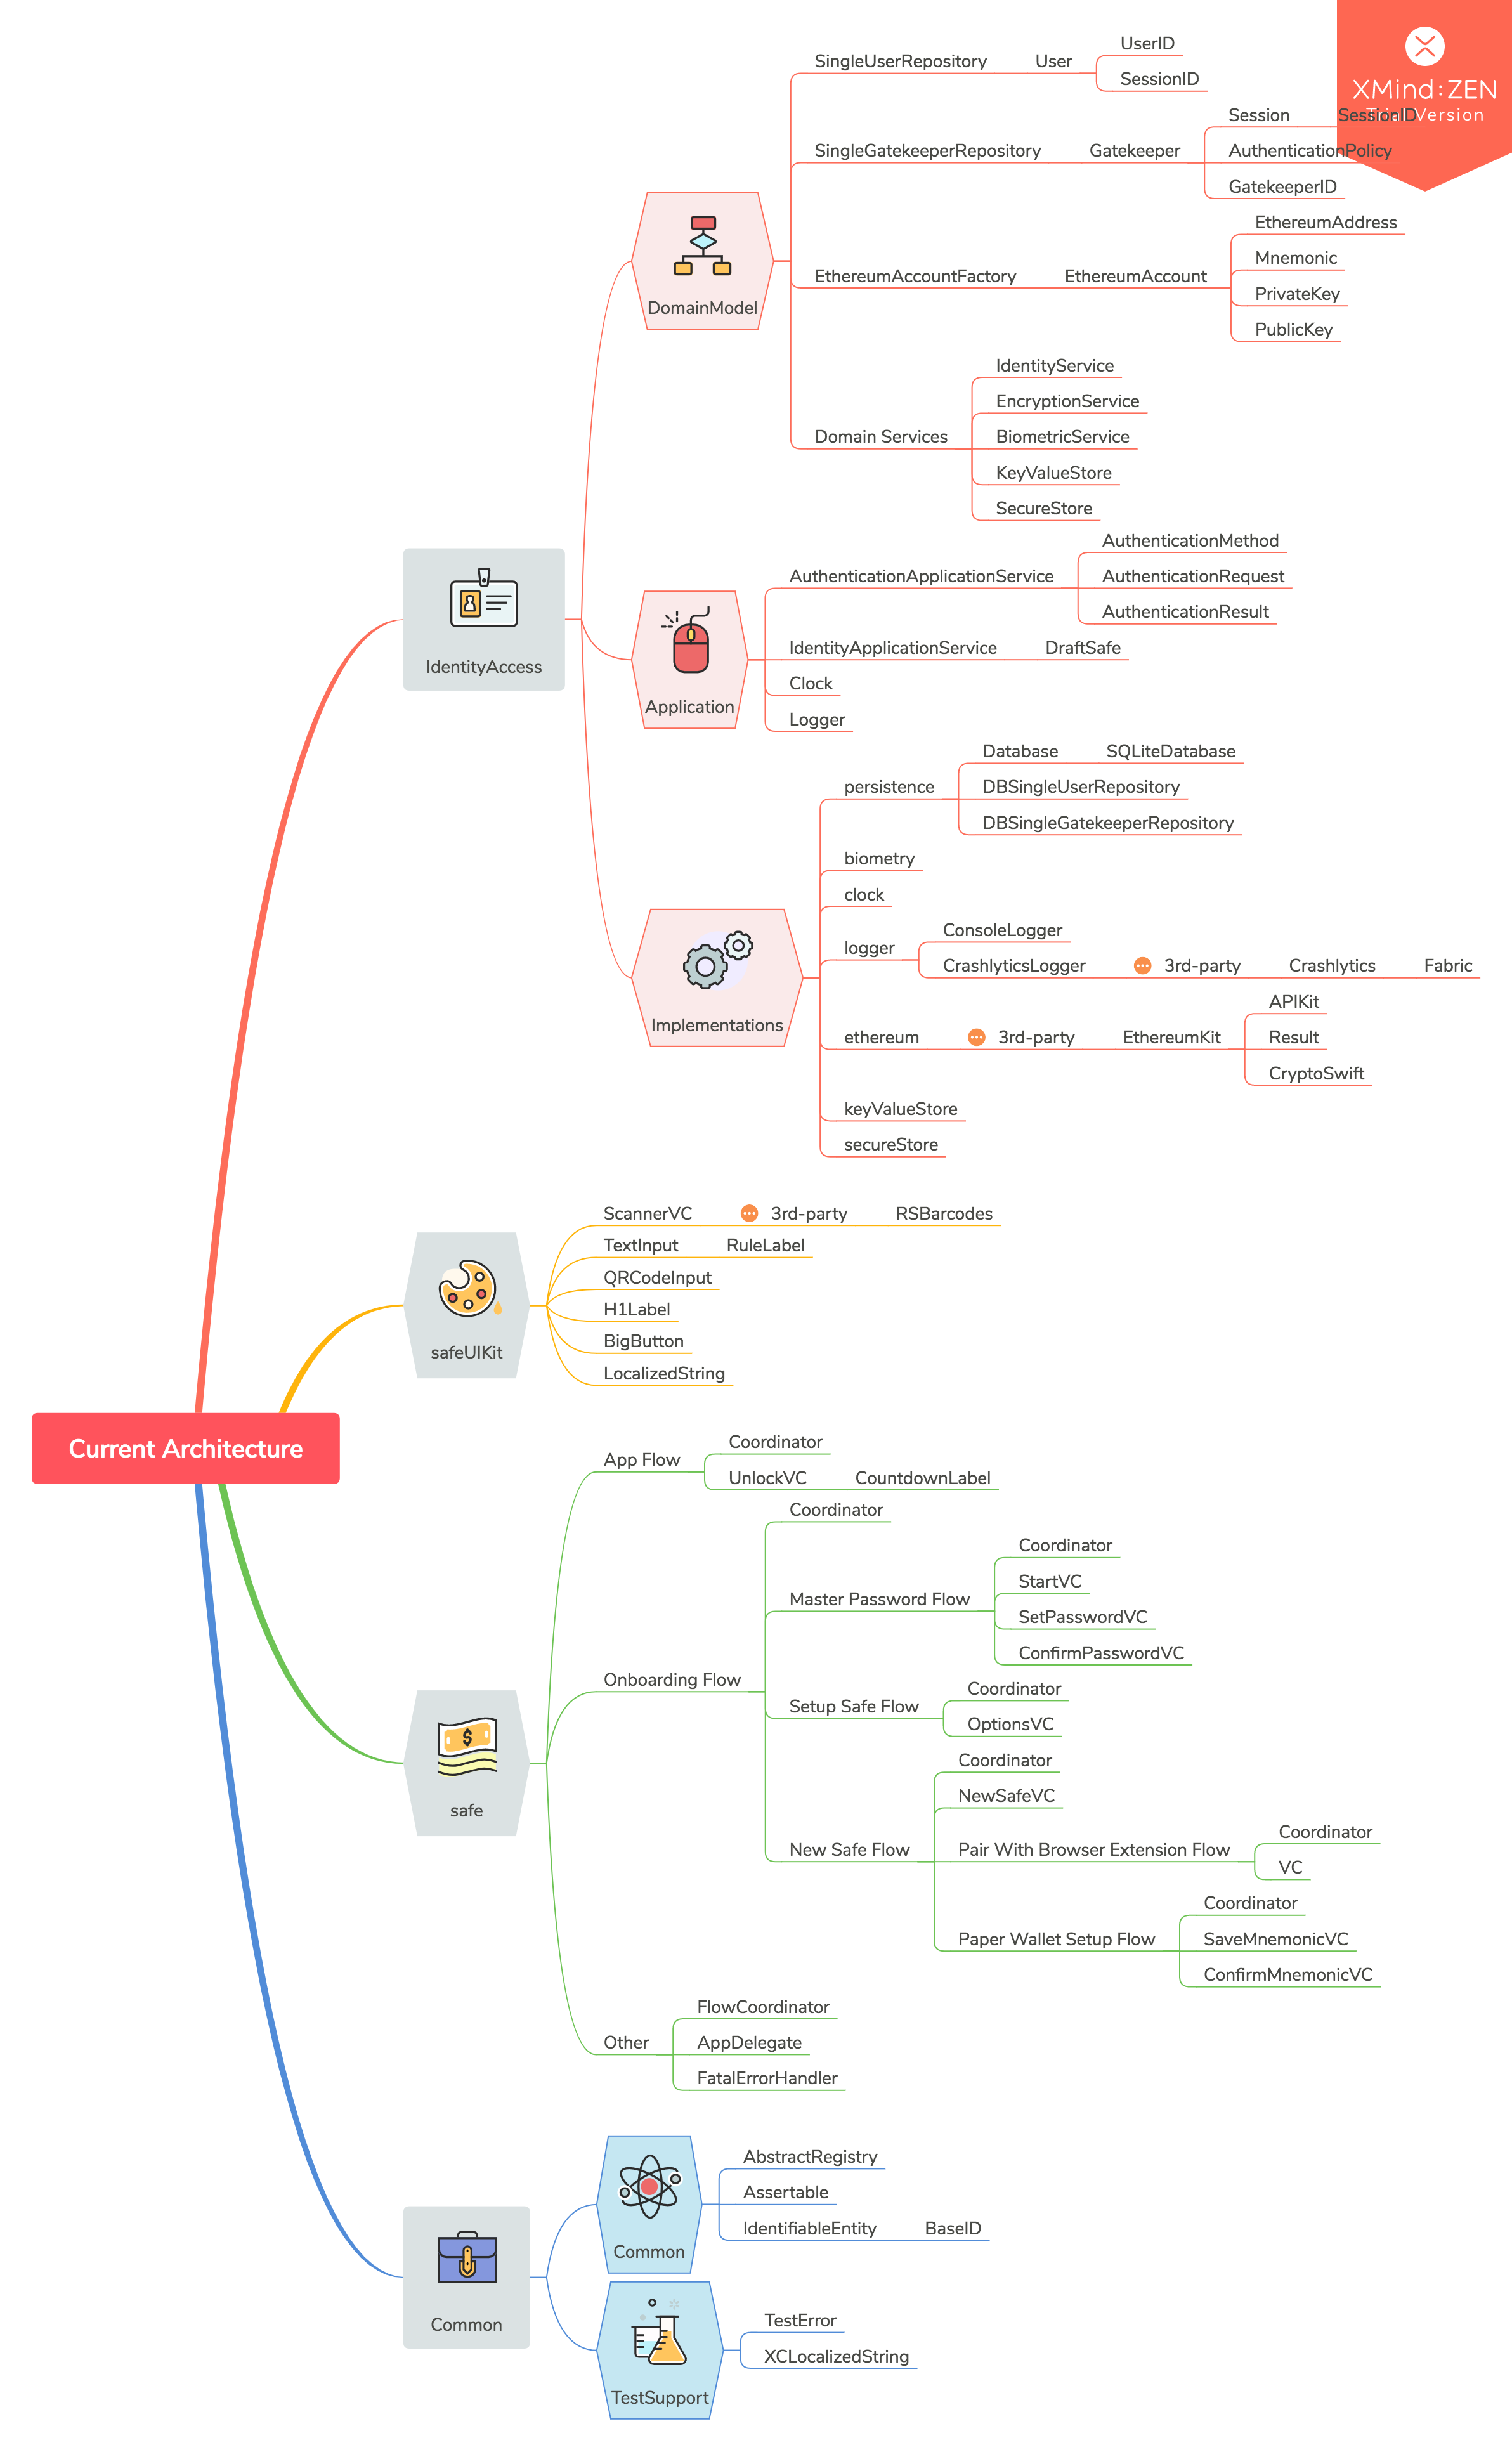 XMind:ZEN
Trial Version
Current Architecture
IdentityAccess
DomainModel
SingleUserRepository
User
UserID
SessionID
SingleGatekeeperRepository
Gatekeeper
Session
SessionID
AuthenticationPolicy
GatekeeperID
EthereumAccountFactory
EthereumAccount
EthereumAddress
Mnemonic
PrivateKey
PublicKey
Domain Services
IdentityService
EncryptionService
BiometricService
KeyValueStore
SecureStore
Application
AuthenticationApplicationService
AuthenticationMethod
AuthenticationRequest
AuthenticationResult
IdentityApplicationService
DraftSafe
Clock
Logger
Implementations
persistence
Database
SQLiteDatabase
DBSingleUserRepository
DBSingleGatekeeperRepository
biometry
clock
logger
ConsoleLogger
CrashlyticsLogger
3rd-party
Crashlytics
Fabric
ethereum
3rd-party
EthereumKit
APIKit
Result
CryptoSwift
keyValueStore
secureStore
safeUIKit
ScannerVC
3rd-party
RSBarcodes
TextInput
RuleLabel
QRCodeInput
H1Label
BigButton
LocalizedString
safe
App Flow
Coordinator
UnlockVC
CountdownLabel
Onboarding Flow
Coordinator
Master Password Flow
Coordinator
StartVC
SetPasswordVC
ConfirmPasswordVC
Setup Safe Flow
Coordinator
OptionsVC
New Safe Flow
Coordinator
NewSafeVC
Pair With Browser Extension Flow
Coordinator
VC
Paper Wallet Setup Flow
Coordinator
SaveMnemonicVC
ConfirmMnemonicVC
Other
FlowCoordinator
AppDelegate
FatalErrorHandler
Common
Common
AbstractRegistry
Assertable
IdentifiableEntity
BaseID
TestSupport
TestError
XCLocalizedString